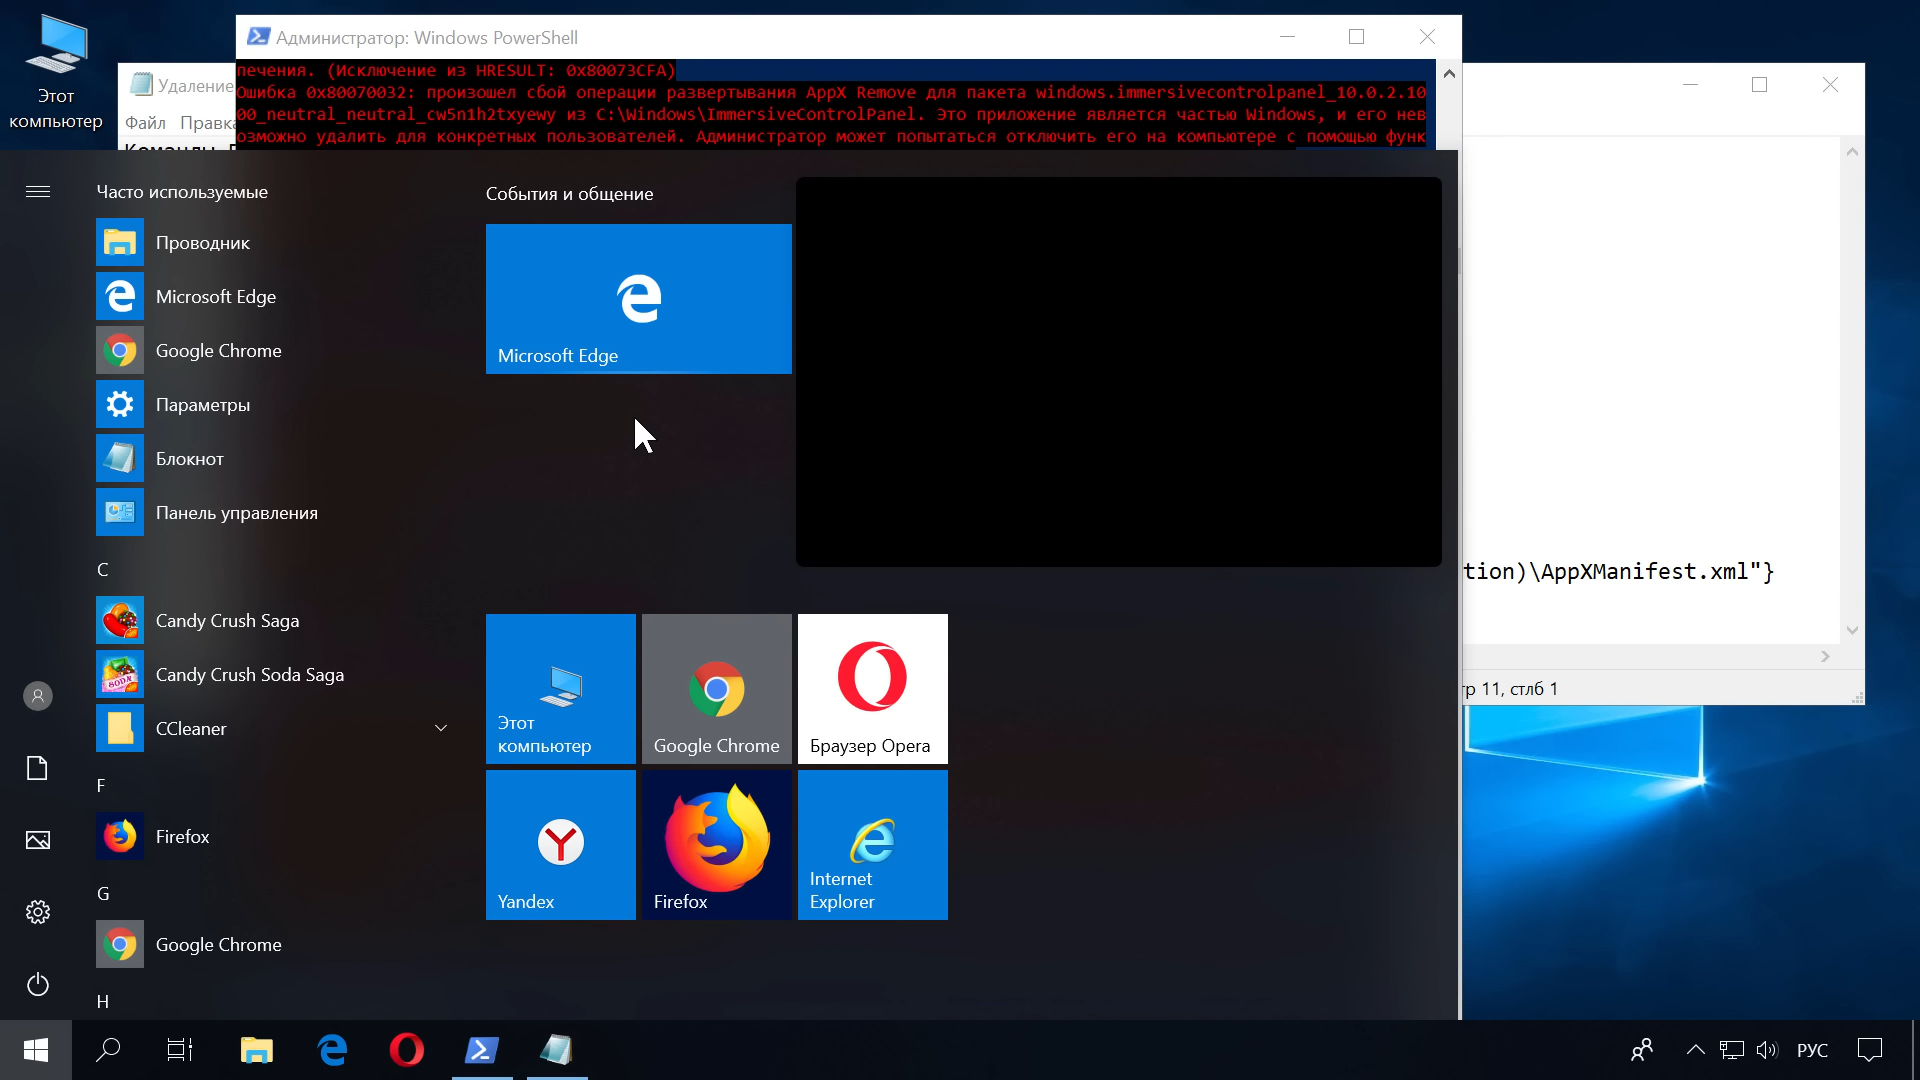 Этот
компьютер
Администратор: Windows PowerShell
печения. (Исключение из HRESULT: 0x80073CFA)
Ошибка 0x80070032: произошел сбой операции развертывания AppX Remove для пакета windows.immersivecontrolpanel_10.0.2.10
00_neutral_neutral_cw5n1h2txyewy из C:\Windows\ImmersiveControlPanel. Это приложение является частью Windows, и его нев
озможно удалить для конкретных пользователей. Администратор может попытаться отключить его на компьютере с помощью функ
Удаление
Файл Правка
Часто используемые
Проводник
Microsoft Edge
Google Chrome
Параметры
Блокнот
Панель управления
C
Candy Crush Saga
Candy Crush Soda Saga
CCleaner
F
Firefox
G
Google Chrome
H
События и общение
Microsoft Edge
Этот
компьютер
Google Chrome
Браузер Opera
Yandex
Firefox
Internet
Explorer
tion)\AppXManifest.xml"}
тр 11, стлб 1
РУС